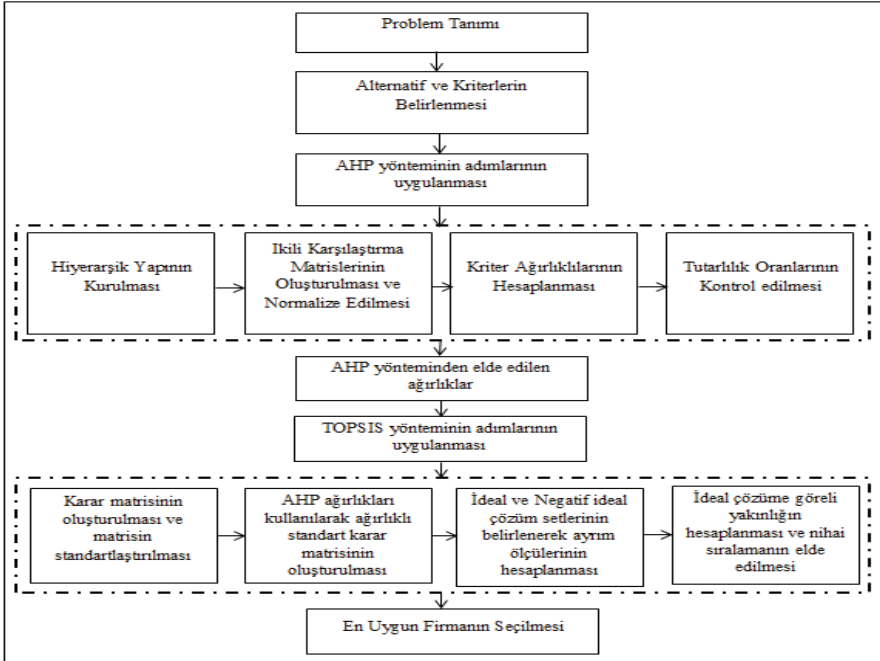 Problem Tanımı
Alternatif ve Kriterlerin
Belirlenmesi
AHP yönteminin adımlarının
uygulanması
Hiyerarşik Yapının
Kurulması
Ikili Karşılaştırma
Matrislerinin
Oluşturulması ve
Normalize Edilmesi
Kriter Ağırlıklılarının
Hesaplanması
Tutarlılık Oranlarının
Kontrol edilmesi
AHP yönteminden elde edilen
ağırlıklar
TOPSIS yönteminin adımlarının
uygulanması
Karar matrisinin
oluşturulması ve
matrisin
standartlaştırılması
AHP ağırlıkları
kullanılarak ağırlıklı
standart karar
matrisinin
oluşturulması
İdeal ve Negatif ideal
çözüm setlerinin
belirlenerek ayrım
ölçülerinin
hesaplanması
İdeal çözüme göreli
yakınlığın
hesaplanması ve nihai
sıralamanın elde
edilmesi
En Uygun Firmanın Seçilmesi